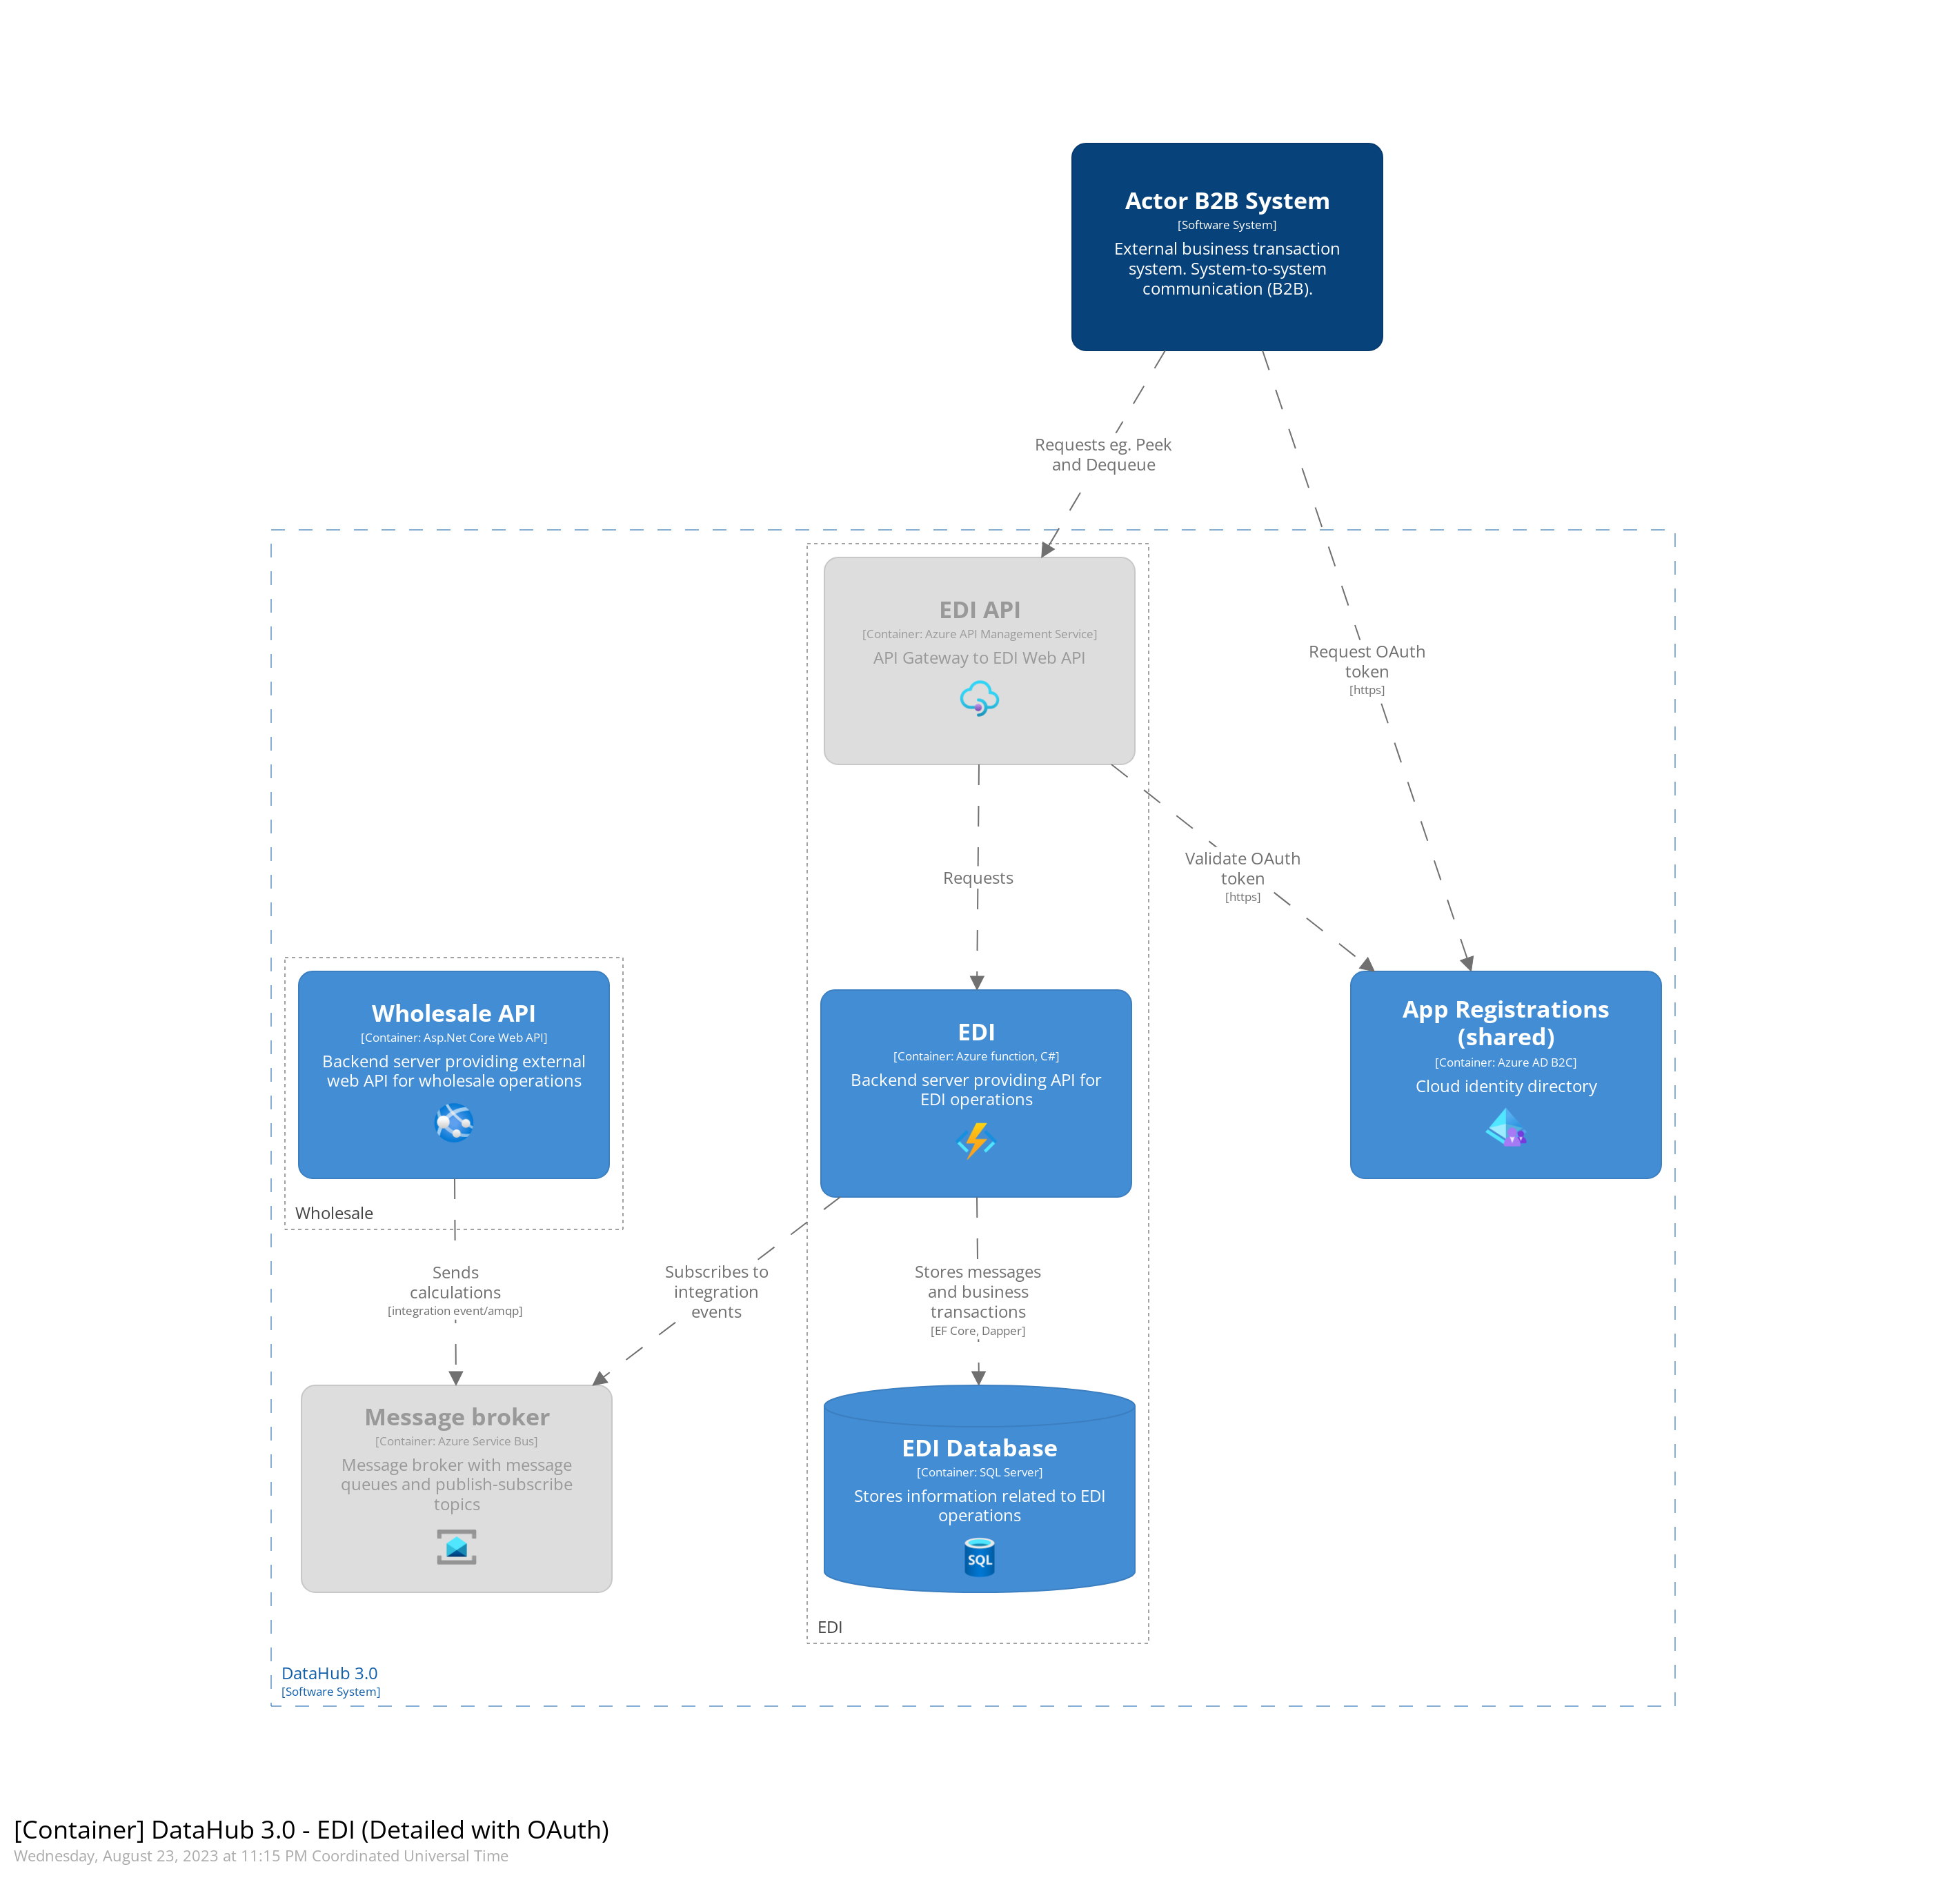 Actor B2B System
[Software System]
External business transaction
system. System-to-system
communication (B2B).
Requests eg. Peek
and Dequeue
EDI API
[Container: Azure API Management Service]
API Gateway to EDI Web API
Request OAuth
token
[https]
Requests
Validate OAuth
token
[https]
Wholesale API
[Container: Asp.Net Core Web API]
Backend server providing external
web API for wholesale operations
Wholesale
EDI
[Container: Azure function, C#]
Backend server providing API for
EDI operations
App Registrations
(shared)
[Container: Azure AD B2C]
Cloud identity directory
Sends
calculations
[integration event/amqp]
Subscribes to
integration
events
Stores messages
and business
transactions
[EF Core, Dapper]
Message broker
[Container: Azure Service Bus]
Message broker with message
queues and publish-subscribe
topics
EDI Database
[Container: SQL Server]
Stores information related to EDI
operations
SQL
EDI
DataHub 3.0
[Software System]
[Container] DataHub 3.0 - EDI (Detailed with OAuth)
Wednesday, August 23, 2023 at 11:15 PM Coordinated Universal Time